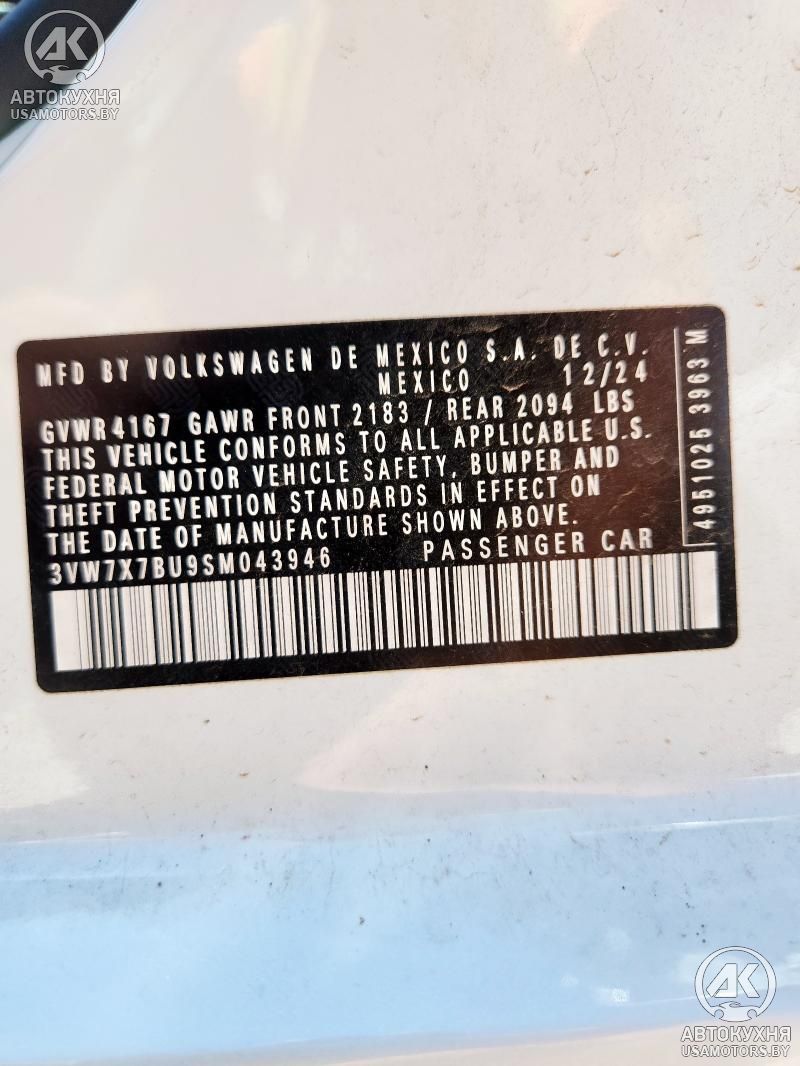 АК
АВТОКУХНЯ
USAMOTORS.BY
MFD BY VOLKSWAGEN DE MEXICO S.A. DE C.V.
MEXICO 12/24
GVWR 4167 GAWR FRONT 2183 / REAR 2094 LBS
THIS VEHICLE CONFORMS TO ALL APPLICABLE U.S.
FEDERAL MOTOR VEHICLE SAFETY, BUMPER AND
THEFT PREVENTION STANDARDS IN EFFECT ON
THE DATE OF MANUFACTURE SHOWN ABOVE.
3VW7X7BU9SM043946 PASSENGER CAR
4951025 3963 M
АК
АВТОКУХНЯ
USAMOTORS.BY